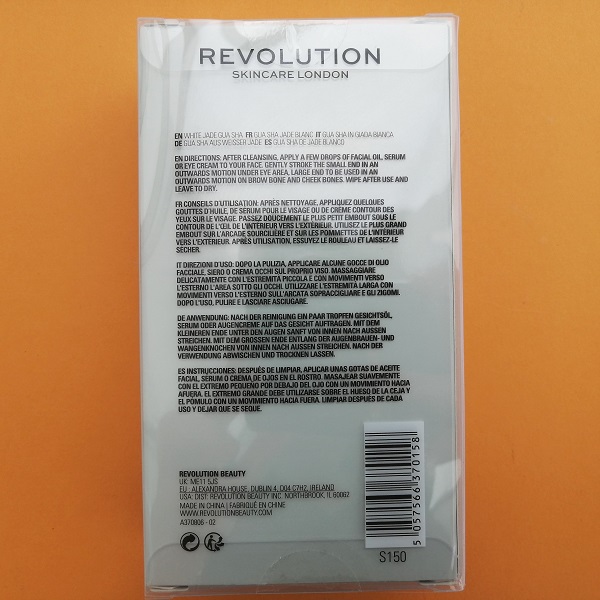 REVOLUTION
SKINCARE LONDON
EN WHITE JADE GUA SHA FR GUA SHA JADE BLANC IT GUA SHA IN GIADA BIANCA
DE GUA SHA AUS WEISSER JADE ES GUA SHA DE JADE BLANCO
EN DIRECTIONS: AFTER CLEANSING, APPLY A FEW DROPS OF FACIAL OIL, SERUM
OR EYE CREAM TO YOUR FACE. GENTLY STROKE THE SMALL END IN AN
OUTWARDS MOTION UNDER EYE AREA. LARGE END TO BE USED IN AN
OUTWARDS MOTION ON BROW BONE AND CHEEK BONES. WIPE AFTER USE AND
LEAVE TO DRY.
FR CONSEILS D'UTILISATION: APRÈS NETTOYAGE, APPLIQUEZ QUELQUES
GOUTTES D'HUILE, DE SÉRUM POUR LE VISAGE OU DE CRÈME CONTOUR DES
YEUX SUR LE VISAGE. PASSEZ DOUCEMENT LE PLUS PETIT EMBOUT SOUS LE
CONTOUR DE L'ŒIL DE L'INTÉRIEUR VERS L'EXTÉRIEUR. UTILISEZ LE PLUS GRAND
EMBOUT SUR L'ARCADE SOURCILIÈRE ET SUR LES POMMETTES DE L'INTÉRIEUR
VERS L'EXTÉRIEUR. APRÈS UTILISATION, ESSUYEZ LE ROULEAU ET LAISSEZ-LE
SÉCHER.
IT DIREZIONI D'USO: DOPO LA PULIZIA, APPLICARE ALCUNE GOCCE DI OLIO
FACCIALE, SIERO O CREMA OCCHI SUL PROPRIO VISO. MASSAGGIARE
DELICATAMENTE CON L'ESTREMITÀ PICCOLA E CON MOVIMENTI VERSO
L'ESTERNO L'AREA SOTTO GLI OCCHI. UTILIZZARE L'ESTREMITÀ LARGA CON
MOVIMENTI VERSO L'ESTERNO SULL'ARCATA SOPRACCIGLIARE E GLI ZIGOMI.
DOPO L'USO, PULIRE E LASCIARE ASCIUGARE.
DE ANWENDUNG: NACH DER REINIGUNG EIN PAAR TROPFEN GESICHTSÖL,
SERUM ODER AUGENCREME AUF DAS GESICHT AUFTRAGEN. MIT DEM
KLEINEREN ENDE UNTER DEN AUGEN SANFT VON INNEN NACH AUSSEN
STREICHEN. MIT DEM GROSSEN ENDE ENTLANG DER AUGENBRAUEN- UND
WANGENKNOCHEN VON INNEN NACH AUSSEN STREICHEN. NACH DER
VERWENDUNG ABWISCHEN UND TROCKNEN LASSEN.
ES INSTRUCCIONES: DESPUÉS DE LIMPIAR, APLICAR UNAS GOTAS DE ACEITE
FACIAL, SERUM O CREMA DE OJOS EN EL ROSTRO. MASAJEAR SUAVEMENTE
CON EL EXTREMO PEQUEÑO POR DEBAJO DEL OJO CON UN MOVIMIENTO HACIA
AFUERA. EL EXTREMO GRANDE DEBE UTILIZARSE SOBRE EL HUESO DE LA CEJA Y
EL PÓMULO CON UN MOVIMIENTO HACIA FUERA. LIMPIAR DESPUÉS DE CADA
USO Y DEJAR QUE SE SEQUE.
REVOLUTION BEAUTY
UK: ME11 5JS
EU: ALEXANDRA HOUSE, DUBLIN 4, D04 C7H2, IRELAND
USA: DIST: REVOLUTION BEAUTY INC. NORTHBROOK, IL 60062
MADE IN CHINA | FABRIQUÉ EN CHINE
WWW.REVOLUTIONBEAUTY.COM
A370806 - 02
5 057566 370158
S150